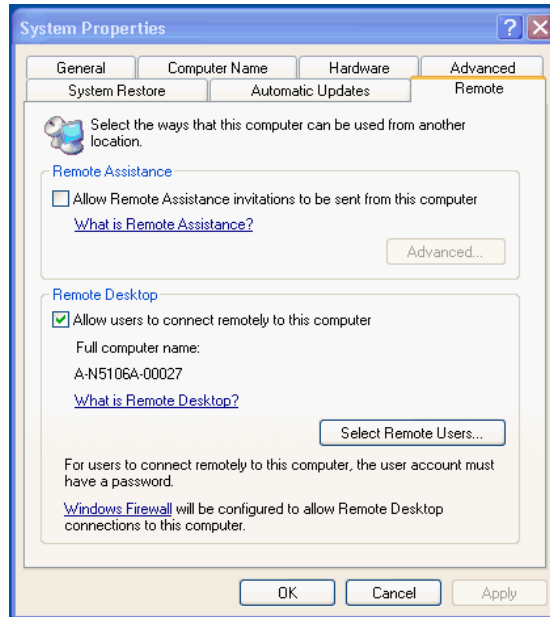 System Properties
General
Computer Name
Hardware
Advanced
System Restore
Automatic Updates
Remote
Select the ways that this computer can be used from another
location.
Remote Assistance
Allow Remote Assistance invitations to be sent from this computer
What is Remote Assistance?
Advanced...
Remote Desktop
Allow users to connect remotely to this computer
Full computer name:
A-N5106A-00027
What is Remote Desktop?
Select Remote Users...
For users to connect remotely to this computer, the user account must
have a password.
Windows Firewall will be configured to allow Remote Desktop
connections to this computer.
OK
Cancel
Apply